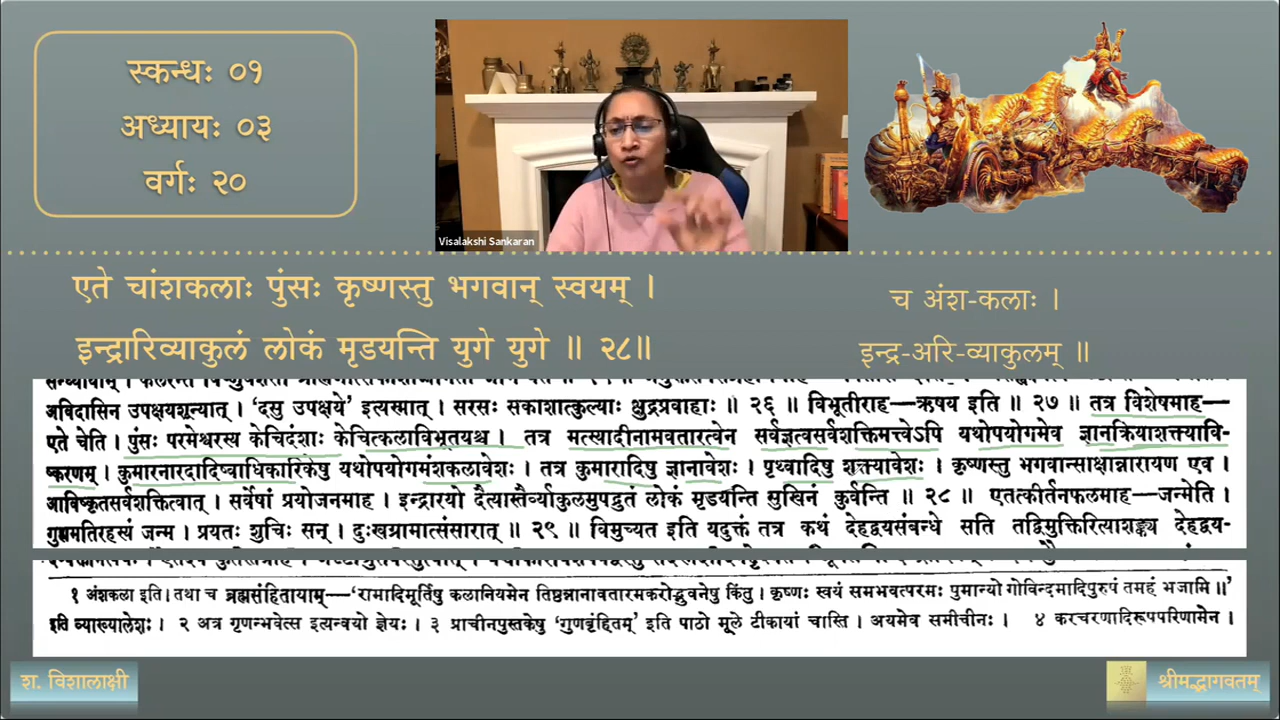 स्कन्धः ०१
अध्यायः ०३
वर्गः २०
Visalakshi Sankaran
एते चांशकलाः पुंसः कृष्णस्तु भगवान् स्वयम् ।
इन्द्रारिव्याकुलं लोकं मृडयन्ति युगे युगे ॥ २८॥
च अंश-कलाः ।
इन्द्र-अरि-व्याकुलम् ॥
अविदासिन उपक्षयशून्यात् । 'दसु उपक्षये' इत्यस्मात् । सरसः सकाशात्कुल्याः क्षुद्रप्रवाहाः ॥ २६ ॥ विभूतीराह—ऋषय इति ॥ २७ ॥ तत्र विशेषमाह—
एते चेति । पुंसः परमेश्वरस्य केचिदंशाः केचित्कलाविभूतयश्च । तत्र मत्स्यादीनामवतारत्वेन सर्वज्ञत्वसर्वशक्तिमत्त्वेऽपि यथोपयोगमेव ज्ञानक्रियाशक्त्यावि-
ष्करणम् । कुमारनारदादिष्वाधिकारिकेषु यथोपयोगमंशकलावेशः । तत्र कुमारादिषु ज्ञानावेशः । पृथ्वादिषु शक्त्यावेशः । कृष्णस्तु भगवान्साक्षान्नारायण एव ।
आविष्कृतसर्वशक्तित्वात् । सर्वेषां प्रयोजनमाह । इन्द्रारयो दैत्यास्तैर्व्याकुलमुपद्रुतं लोकं मृडयन्ति सुखिनं कुर्वन्ति ॥ २८ ॥ एतत्कीर्तनफलमाह—जन्मेति ।
गुह्यमतिरहस्यं जन्म । प्रयतः शुचिः सन् । दुःखग्रामात्संसारात् ॥ २९ ॥ विमुच्यत इति यदुक्तं तत्र कथं देहद्वयसंबन्धे सति तद्विमुक्तिरित्याशङ्क्य देहद्वय-
१ अंशकला इति । तथा च ब्रह्मसंहितायाम्—'रामादिमूर्तिषु कलानियमेन तिष्ठन्नानावतारमकरोद्भुवनेषु किंतु । कृष्णः स्वयं समभवत्परमः पुमान्यो गोविन्दमादिपुरुषं तमहं भजामि ॥'
इति व्याख्यालेशः । २ अत्र गृणन्भवेत्स इत्यन्वयो ज्ञेयः । ३ प्राचीनपुस्तकेषु 'गुणबृंहितम्' इति पाठो मूले टीकायां चास्ति । अयमेव समीचीनः । ४ करचरणादिरूपपरिणामेन ।
श. विशालाक्षी
श्रीमद्भागवतम्